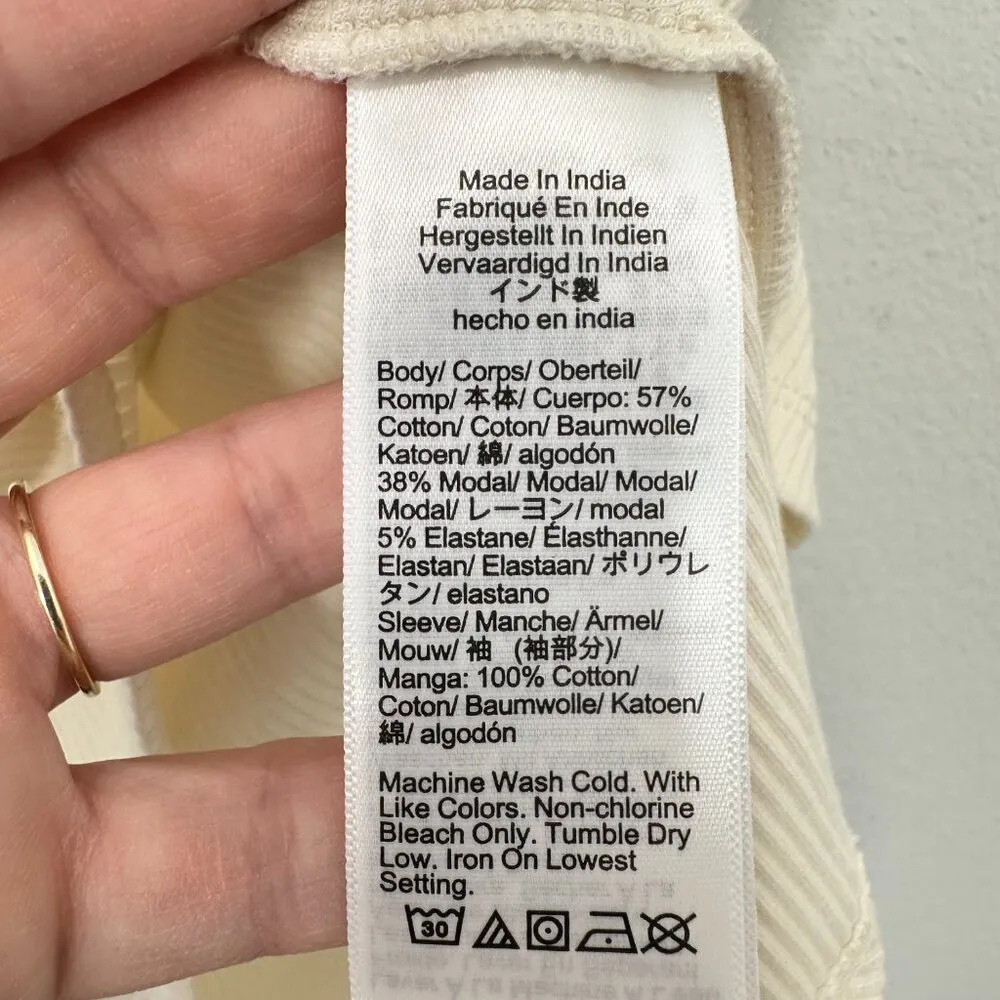 Made In India
Fabriqué En Inde
Hergestellt In Indien
Vervaardigd In India
インド製
hecho en india
Body/ Corps/ Oberteil/
Romp/ 本体/ Cuerpo: 57%
Cotton/ Coton/ Baumwolle/
Katoen/ 綿/ algodón
38% Modal/ Modal/ Modal/
Modal/ レーヨン/ modal
5% Elastane/ Élasthanne/
Elastan/ Elastaan/ ポリウレ
タン/ elastano
Sleeve/ Manche/ Ärmel/
Mouw/ 袖 (袖部分)/
Manga: 100% Cotton/
Coton/ Baumwolle/ Katoen/
綿/ algodón
Machine Wash Cold. With
Like Colors. Non-chlorine
Bleach Only. Tumble Dry
Low. Iron On Lowest
Setting.
30